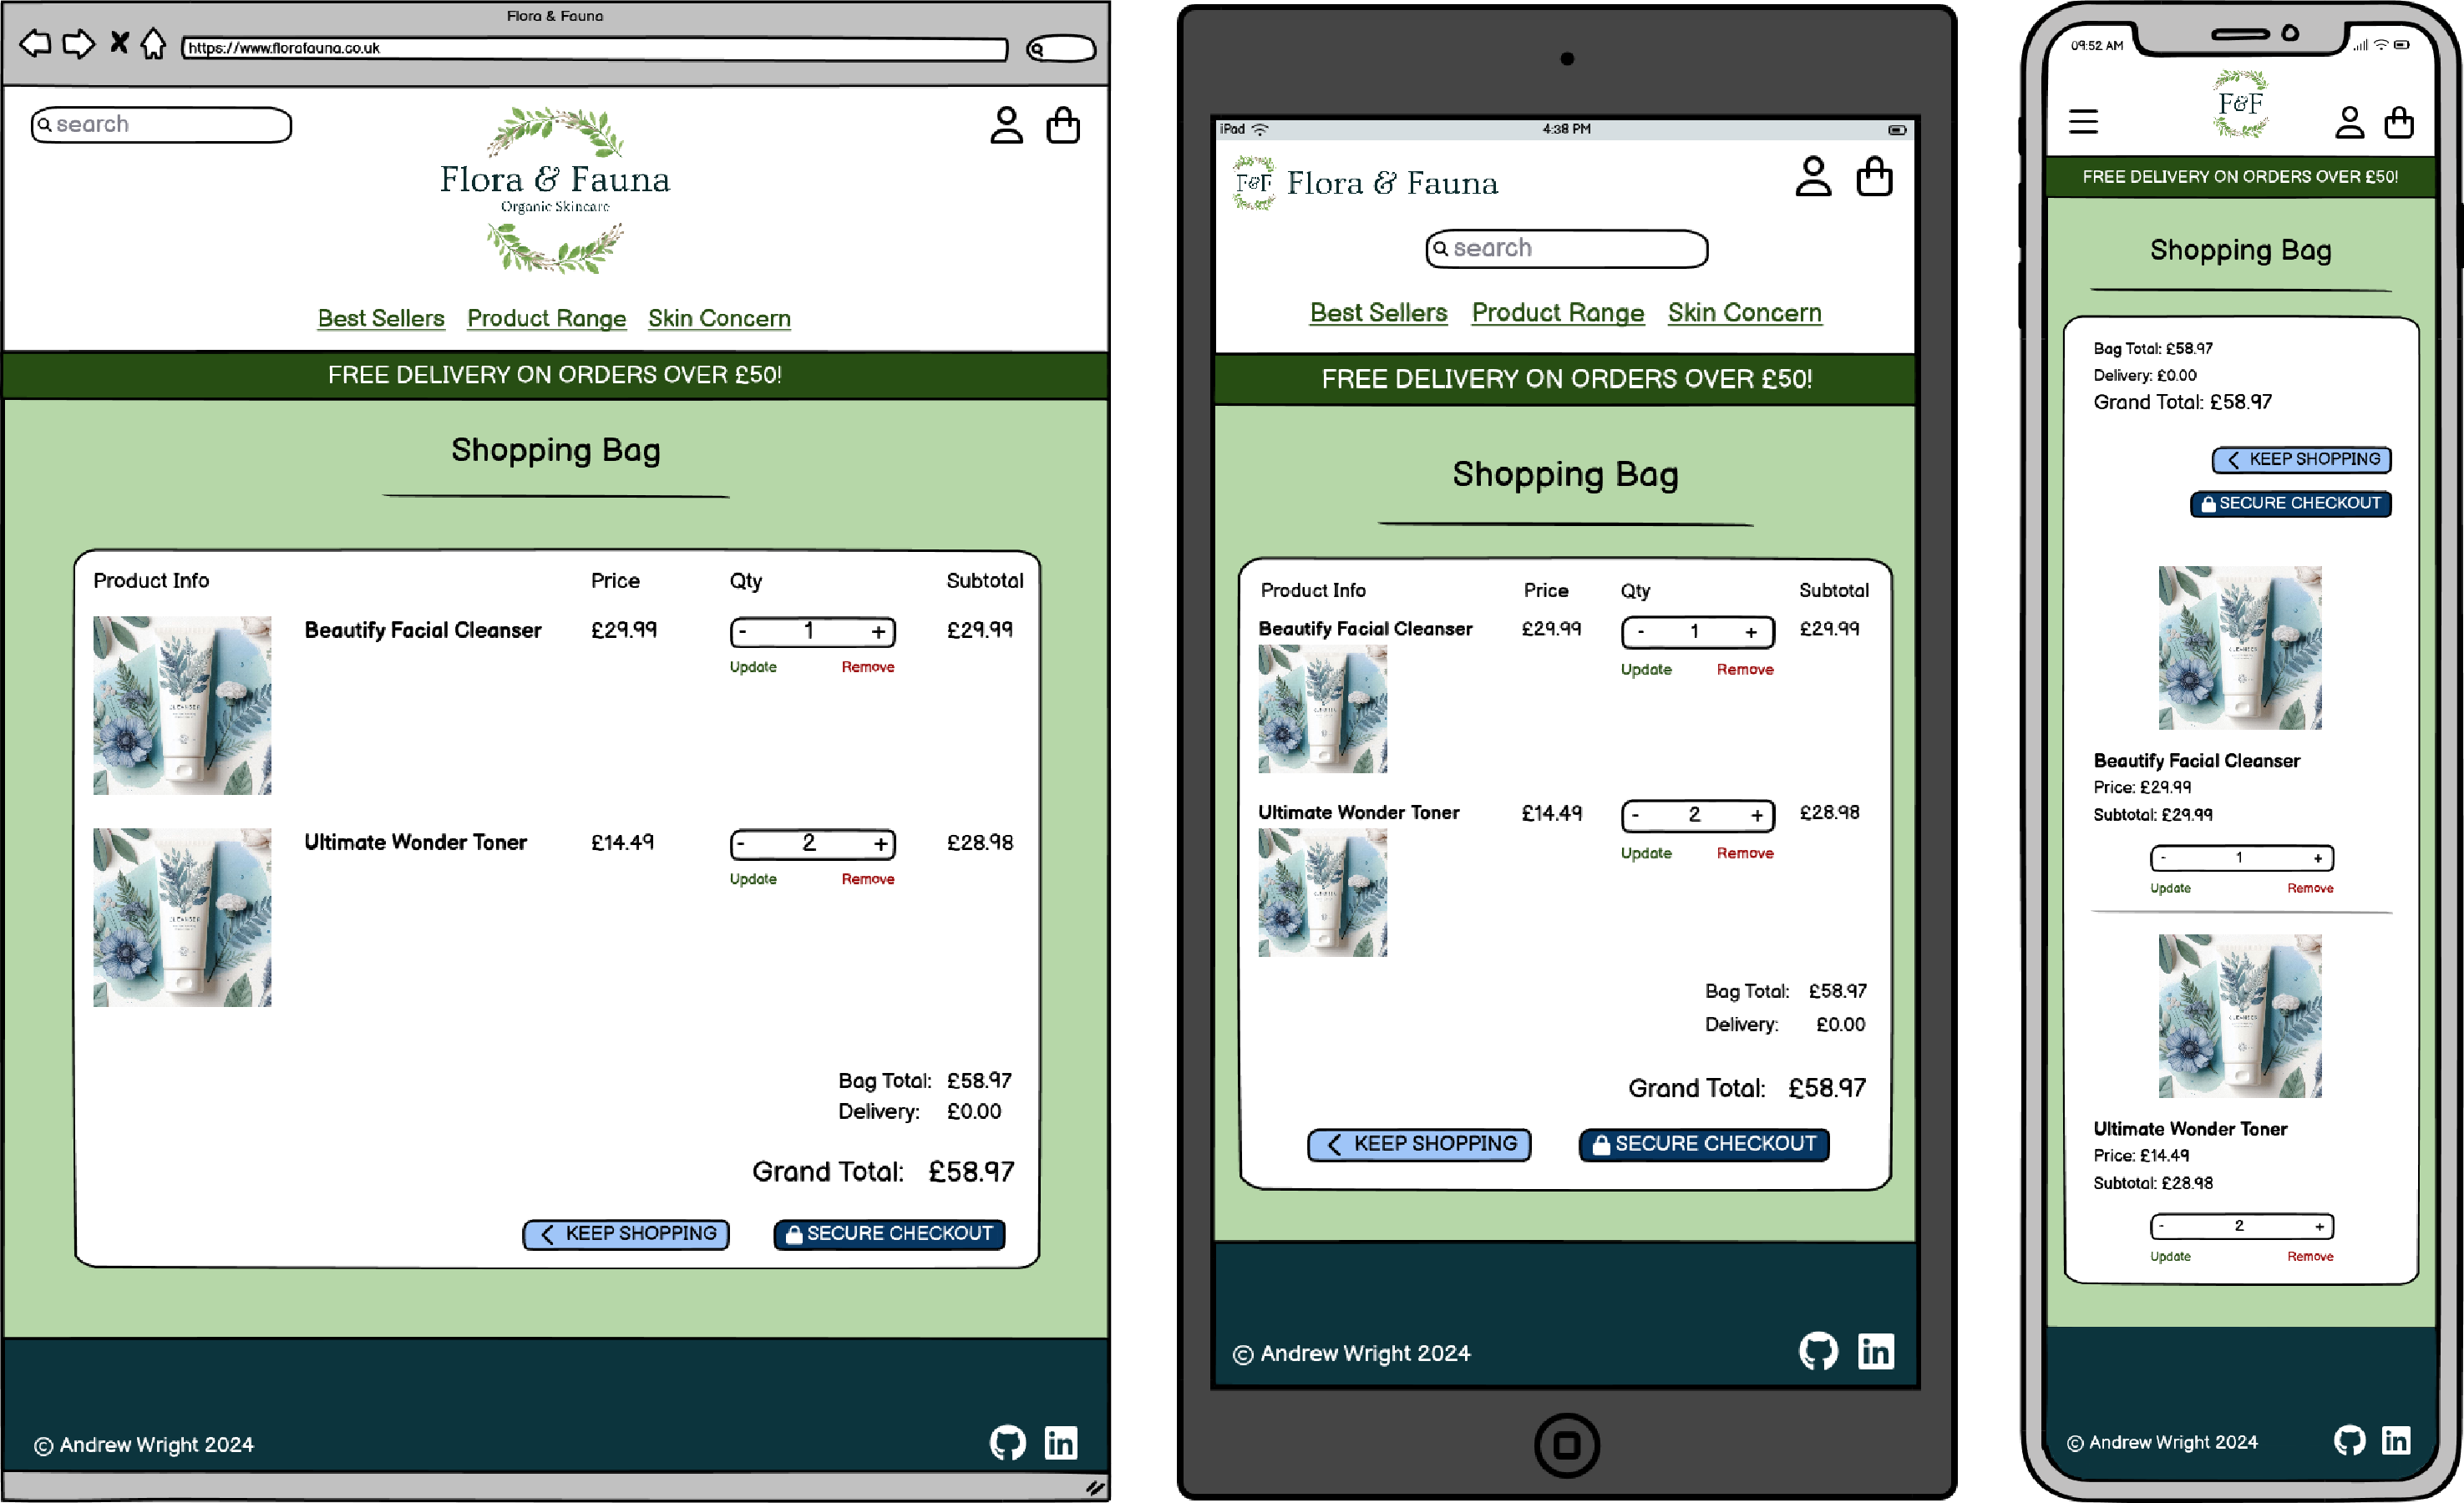 Flora & Fauna
https://www.florafauna.co.uk
search
Flora & Fauna
Organic Skincare
Best Sellers Product Range Skin Concern
FREE DELIVERY ON ORDERS OVER £50!
Shopping Bag
Product Info Price Qty Subtotal
Beautify Facial Cleanser £29.99 - 1 + £29.99
Update Remove
CLEANSER
Ultimate Wonder Toner £14.49 - 2 + £28.98
Update Remove
CLEANSER
Bag Total: £58.97
Delivery: £0.00
Grand Total: £58.97
KEEP SHOPPING SECURE CHECKOUT
© Andrew Wright 2024 in
iPad 4:38 PM
F&F Flora & Fauna
search
Best Sellers Product Range Skin Concern
FREE DELIVERY ON ORDERS OVER £50!
Shopping Bag
Product Info Price Qty Subtotal
Beautify Facial Cleanser £29.99 - 1 + £29.99
Update Remove
Ultimate Wonder Toner £14.49 - 2 + £28.98
Update Remove
Bag Total: £58.97
Delivery: £0.00
Grand Total: £58.97
KEEP SHOPPING SECURE CHECKOUT
© Andrew Wright 2024 in
09:52 AM
F&F
FREE DELIVERY ON ORDERS OVER £50!
Shopping Bag
Bag Total: £58.97
Delivery: £0.00
Grand Total: £58.97
KEEP SHOPPING
SECURE CHECKOUT
CLEANSER
Beautify Facial Cleanser
Price: £29.99
Subtotal: £29.99
- 1 +
Update Remove
CLEANSER
Ultimate Wonder Toner
Price: £14.49
Subtotal: £28.98
- 2 +
Update Remove
© Andrew Wright 2024 in